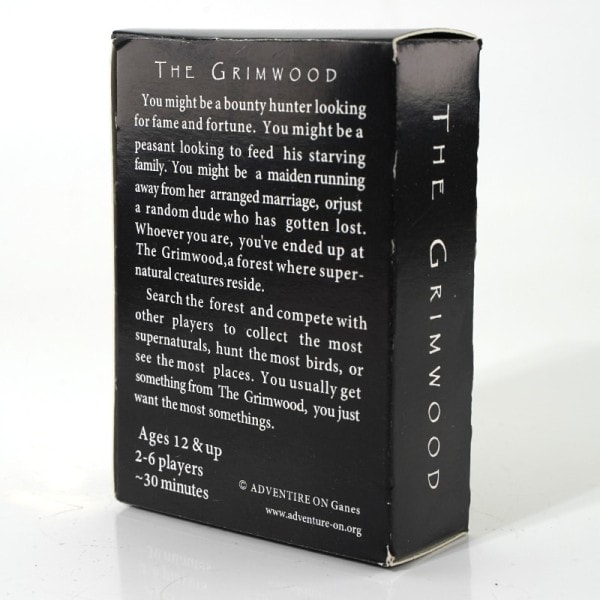 THE GRIMWOOD
You might be a bounty hunter looking
for fame and fortune. You might be a
peasant looking to feed his starving
family. You might be a maiden running
away from her arranged marriage, orjust
a random dude who has gotten lost.
Whoever you are, you've ended up at
The Grimwood,a forest where super-
natural creatures reside.
Search the forest and compete with
other players to collect the most
supernaturals, hunt the most birds, or
see the most places. You usually get
something from The Grimwood, you just
want the most somethings.
Ages 12 & up
2-6 players
~30 minutes
© ADVENTIRE ON Ganes
www.adventure-on.org
THE GRIMWOOD